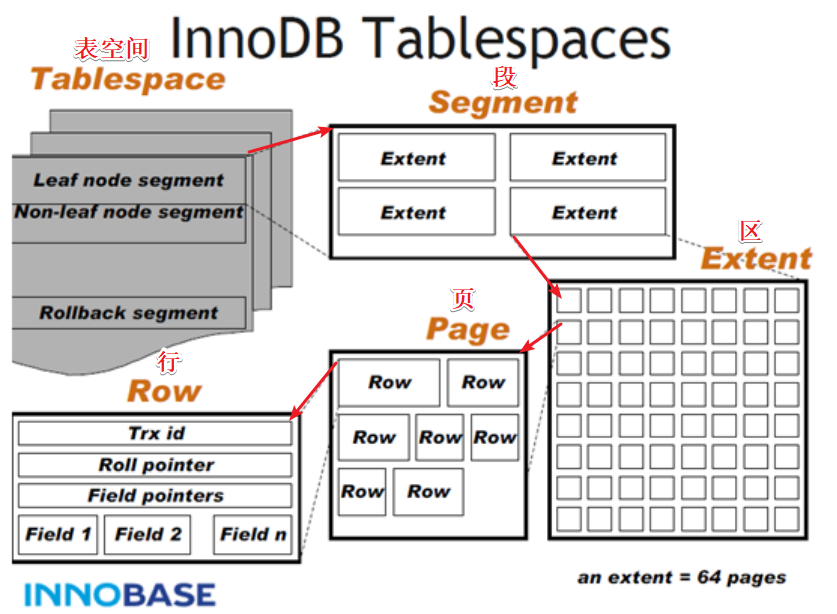 InnoDB Tablespaces
表空间
Tablespace
Leaf node segment
Non-leaf node segment
Rollback segment
段
Segment
Extent
Extent
Extent
Extent
区
Extent
an extent = 64 pages
页
Page
Row
Row
Row
Row
Row
Row
Row
行
Row
Trx id
Roll pointer
Field pointers
Field 1
Field 2
Field n
INNOBASE